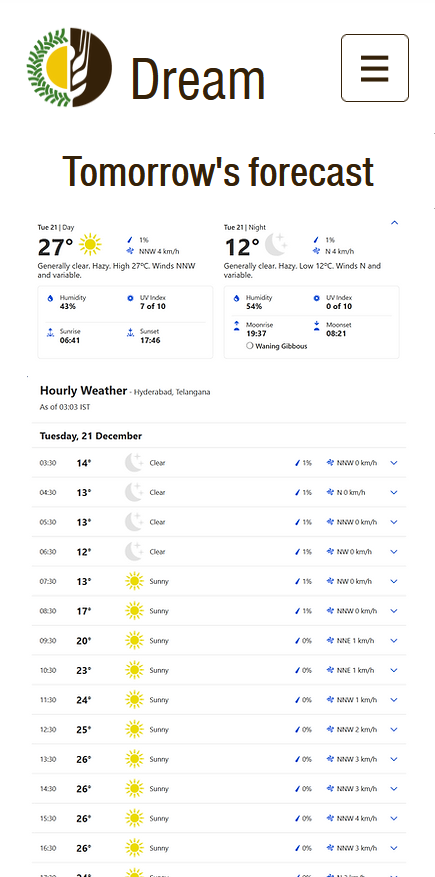 Dream
Tomorrow's forecast
Tue 21 | Day
27°
1%
NNW 4 km/h
Generally clear. Hazy. High 27°C. Winds NNW
and variable.
Humidity
43%
UV Index
7 of 10
Sunrise
06:41
Sunset
17:46
Tue 21 | Night
12°
1%
N 4 km/h
Generally clear. Hazy. Low 12°C. Winds N and
variable.
Humidity
54%
UV Index
0 of 10
Moonrise
19:37
Moonset
08:21
Waning Gibbous
Hourly Weather - Hyderabad, Telangana
As of 03:03 IST
Tuesday, 21 December
03:30 14° Clear 1% NNW 0 km/h
04:30 13° Clear 1% N 0 km/h
05:30 13° Clear 1% NNW 0 km/h
06:30 12° Clear 1% NW 0 km/h
07:30 13° Sunny 1% NW 0 km/h
08:30 17° Sunny 1% NNW 0 km/h
09:30 20° Sunny 0% NNE 1 km/h
10:30 23° Sunny 0% NNE 1 km/h
11:30 24° Sunny 0% NNW 1 km/h
12:30 25° Sunny 0% NNW 2 km/h
13:30 26° Sunny 0% NNW 3 km/h
14:30 26° Sunny 0% NNW 3 km/h
15:30 26° Sunny 0% NNW 4 km/h
16:30 26° Sunny 0% NNW 3 km/h